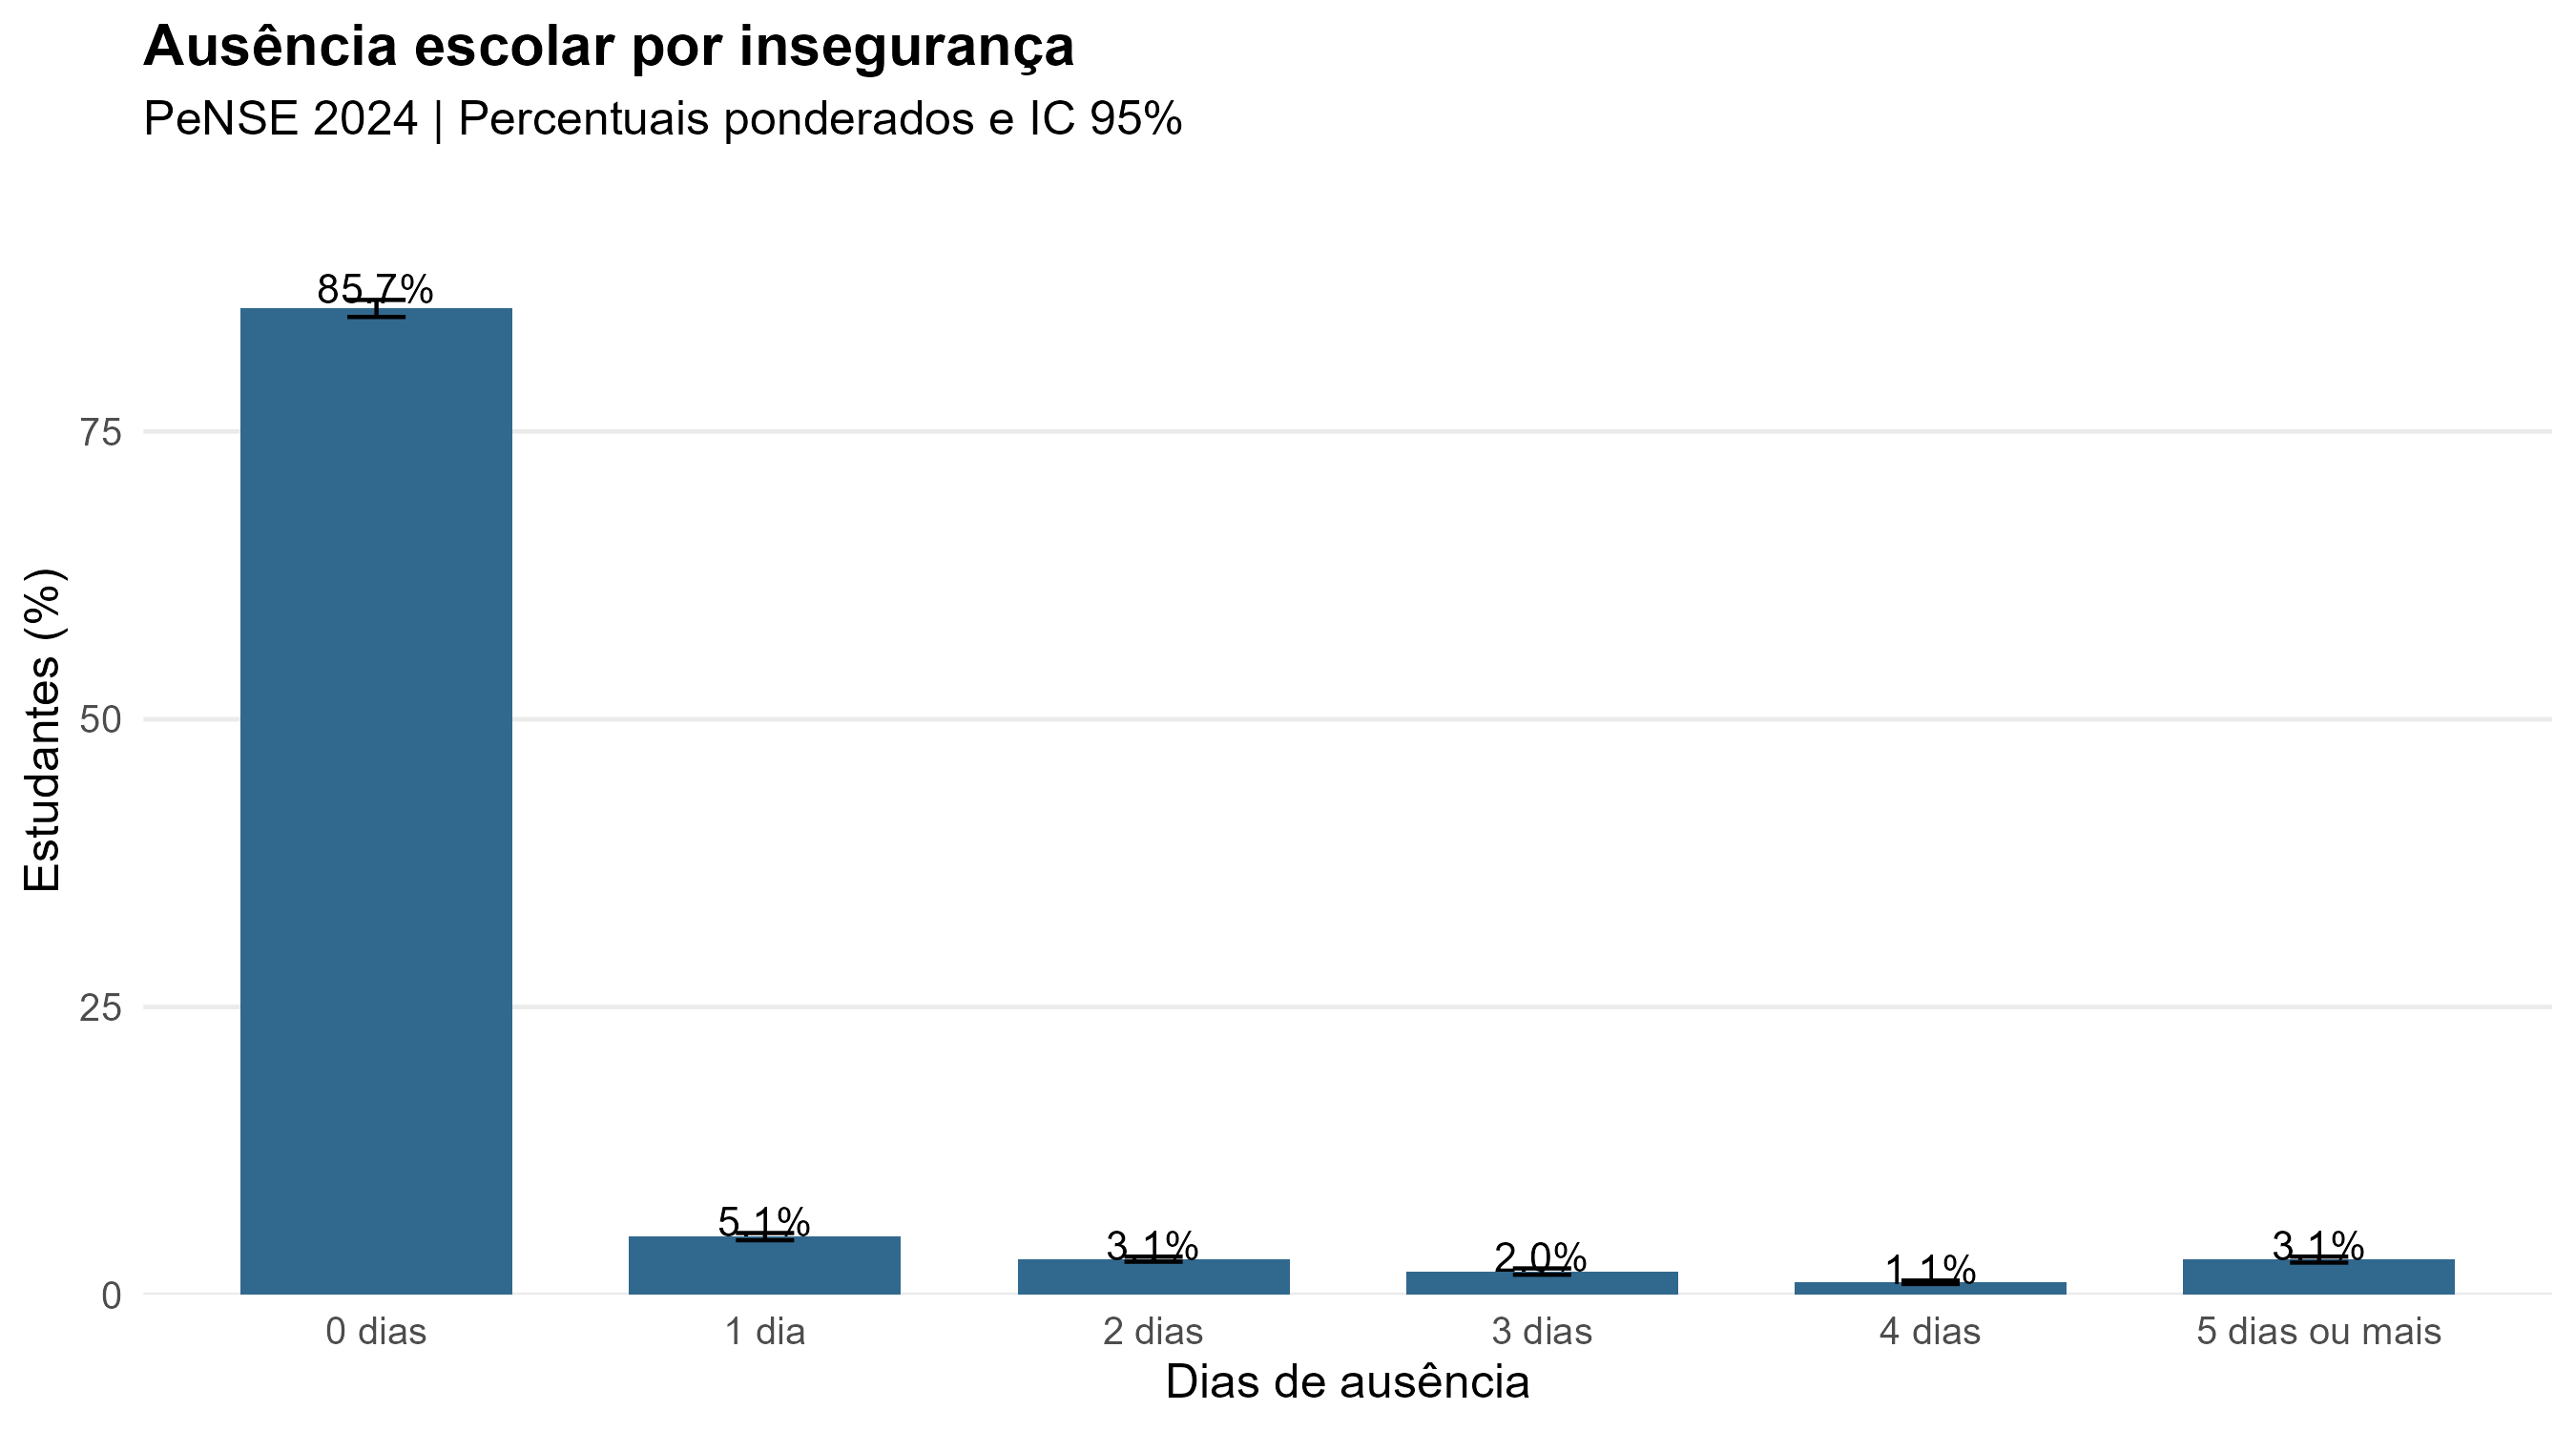 Ausência escolar por insegurança
PeNSE 2024 | Percentuais ponderados e IC 95%
85.7%
75
50
25
0
Estudantes (%)
5.1%
3.1%
2.0%
1.1%
3.1%
0 dias
1 dia
2 dias
3 dias
4 dias
5 dias ou mais
Dias de ausência